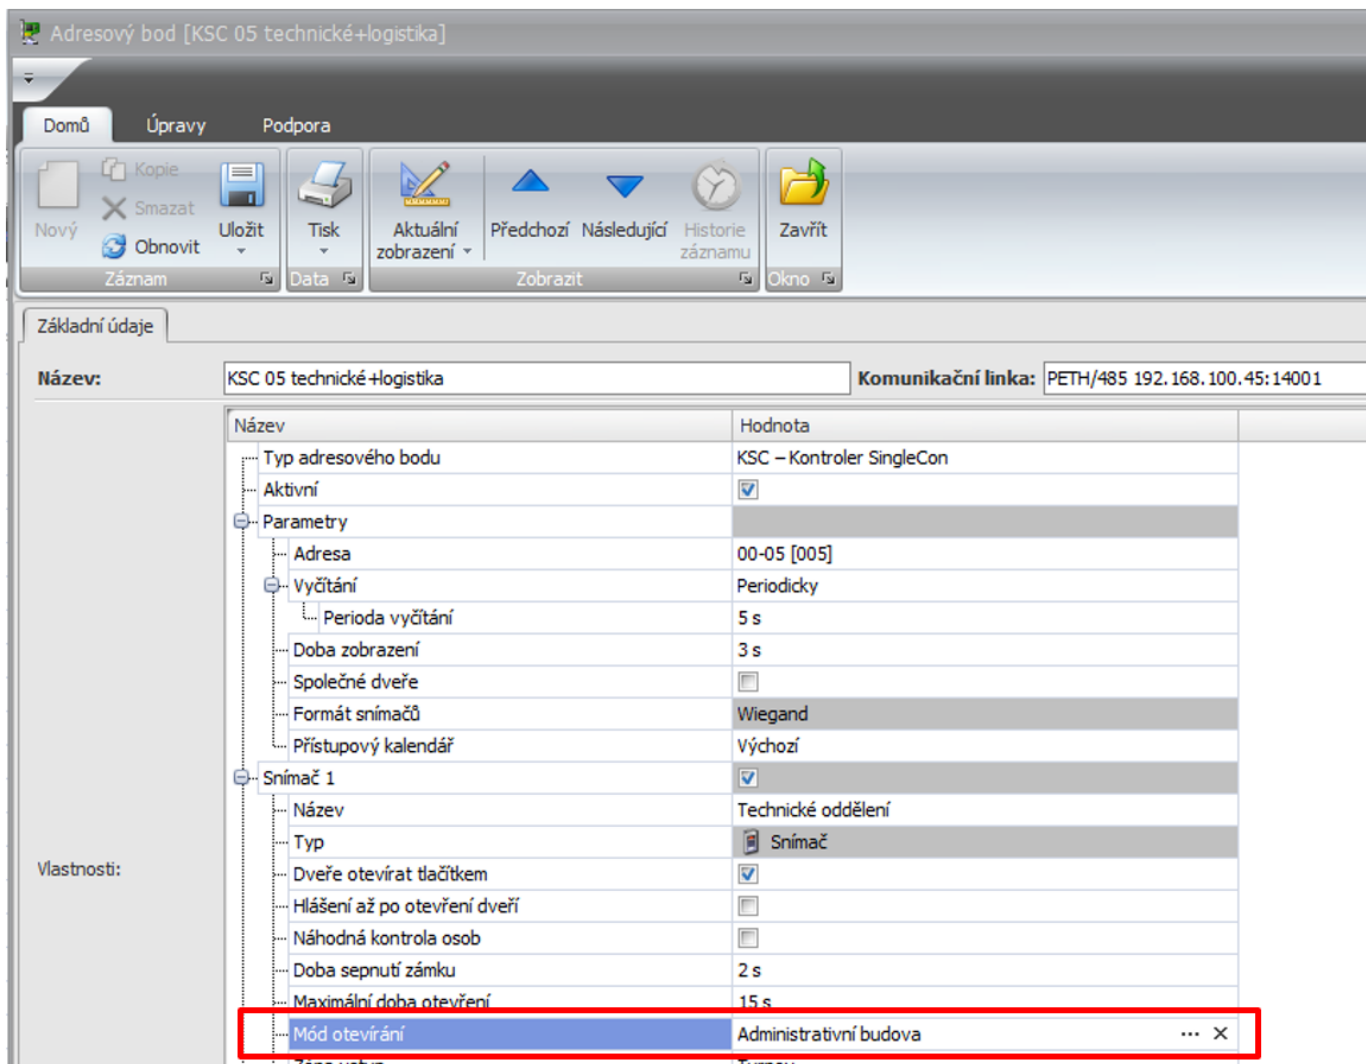 Adresový bod [KSC 05 technické+logistika]
Domů Úpravy Podpora
Nový
Kopie
Smazat
Obnovit
Uložit
Záznam
Tisk
Data
Aktuální
zobrazení
Předchozí
Následující
Historie
záznamu
Zobrazit
Zavřít
Okno
Základní údaje
Název: KSC 05 technické+logistika Komunikační linka: PETH/485 192.168.100.45:14001
Vlastnosti:
Název Hodnota
Typ adresového bodu KSC – Kontroler SingleCon
Aktivní
Parametry
Adresa 00-05 [005]
Vyčítání Periodicky
Perioda vyčítání 5 s
Doba zobrazení 3 s
Společné dveře
Formát snímačů Wiegand
Přístupový kalendář Výchozí
Snímač 1
Název Technické oddělení
Typ Snímač
Dveře otevírat tlačítkem
Hlášení až po otevření dveří
Náhodná kontrola osob
Doba sepnutí zámku 2 s
Maximální doba otevření 15 s
Mód otevírání Administrativní budova ...